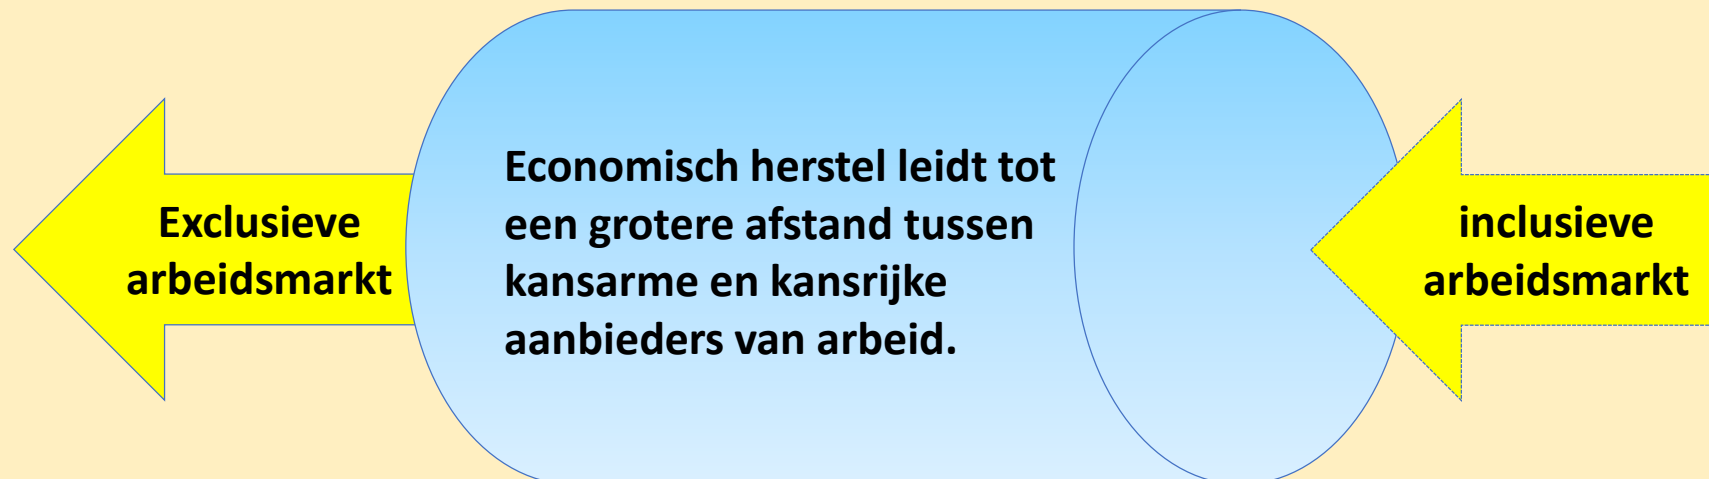 Exclusieve
arbeidsmarkt
Economisch herstel leidt tot
een grotere afstand tussen
kansarme en kansrijke
aanbieders van arbeid.
inclusieve
arbeidsmarkt